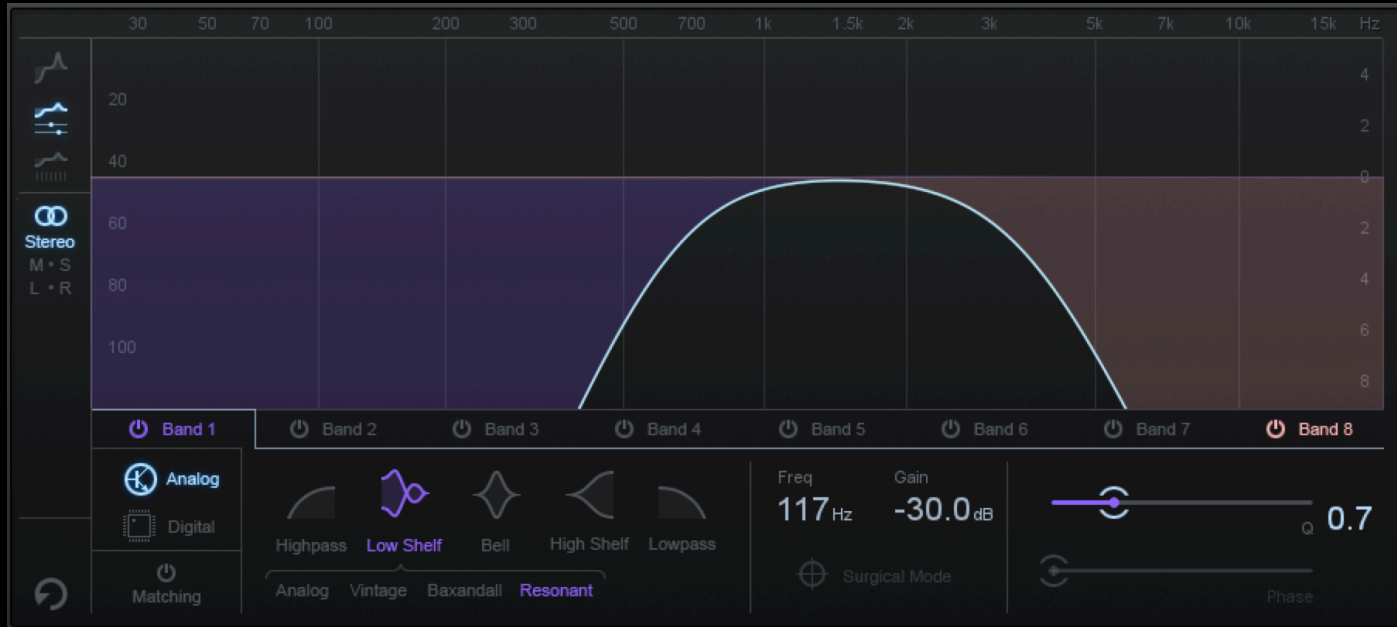 30 50 70 100 200 300 500 700 1k 1.5k 2k 3k 5k 7k 10k 15k Hz
4
20
2
40
0
Stereo
60
2
M • S
L • R
80
4
6
100
8
Band 1 Band 2 Band 3 Band 4 Band 5 Band 6 Band 7 Band 8
Analog
Digital
Matching
Highpass Low Shelf Bell High Shelf Lowpass
Analog Vintage Baxandall Resonant
Freq Gain
117 Hz -30.0 dB
Surgical Mode
Q 0.7
Phase